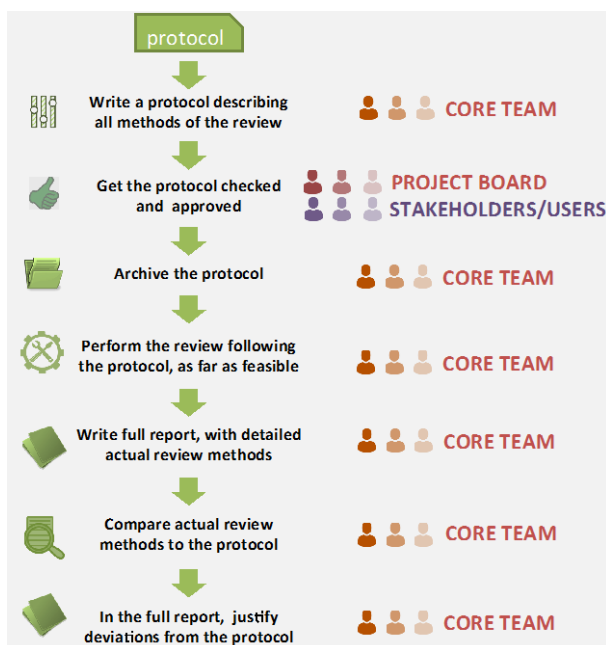 protocol
Write a protocol describing
all methods of the review
CORE TEAM
Get the protocol checked
and approved
PROJECT BOARD
STAKEHOLDERS/USERS
Archive the protocol
CORE TEAM
Perform the review following
the protocol, as far as feasible
CORE TEAM
Write full report, with detailed
actual review methods
CORE TEAM
Compare actual review
methods to the protocol
CORE TEAM
In the full report, justify
deviations from the protocol
CORE TEAM